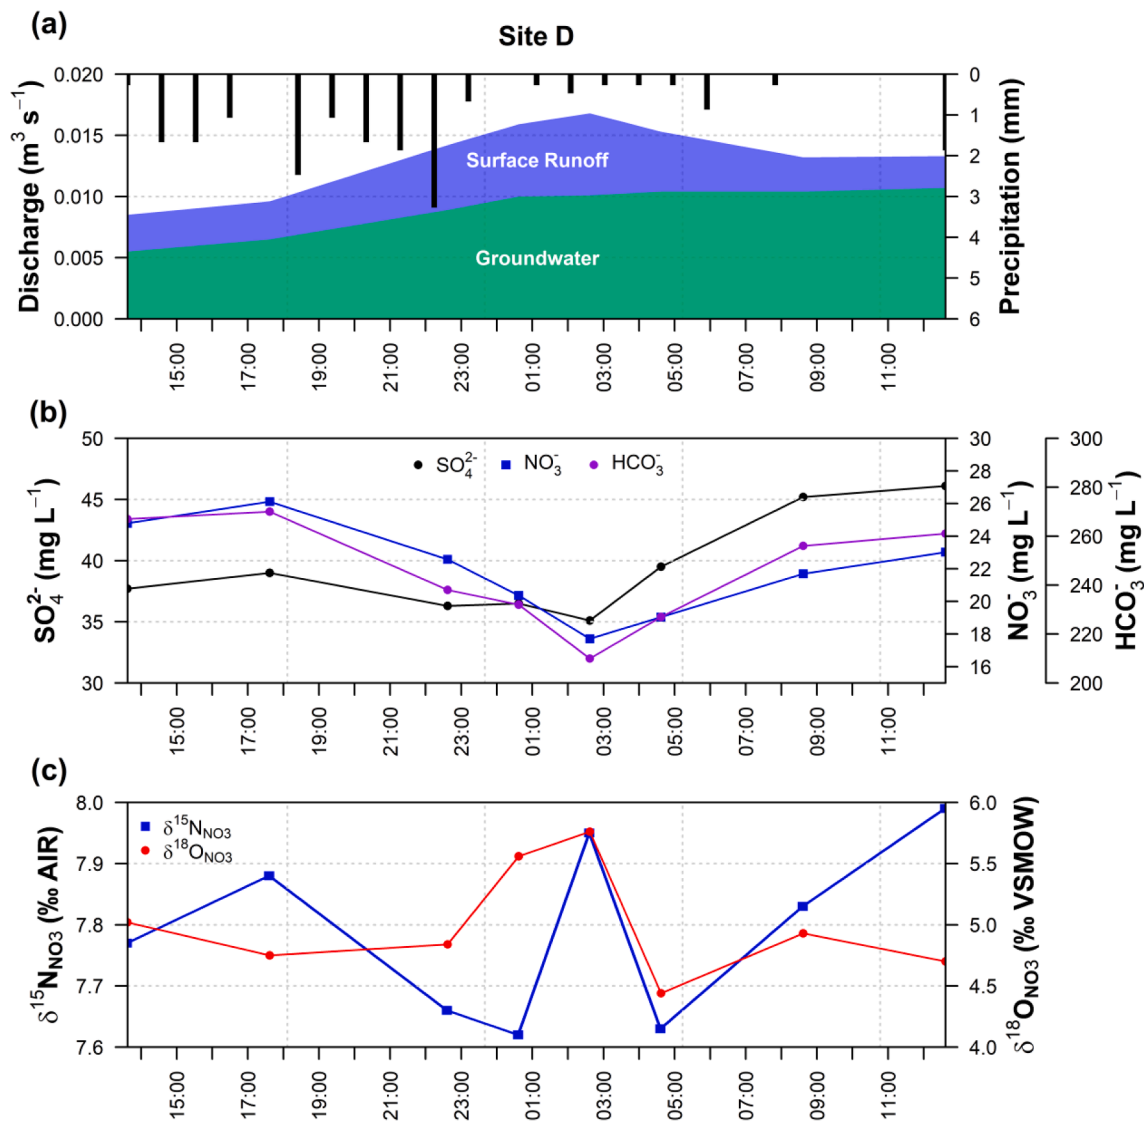 (a)
Site D
Discharge (m³ s⁻¹)
0.020
0.015
0.010
0.005
0.000
Surface Runoff
Groundwater
0
1
2
3
4
5
6
Precipitation (mm)
15:00 17:00 19:00 21:00 23:00 01:00 03:00 05:00 07:00 09:00 11:00
(b)
SO₄²⁻ (mg L⁻¹)
50
45
40
35
30
SO₄²⁻ NO₃⁻ HCO₃⁻
30
28
26
24
22
20
18
16
NO₃⁻ (mg L⁻¹)
300
280
260
240
220
200
HCO₃⁻ (mg L⁻¹)
15:00 17:00 19:00 21:00 23:00 01:00 03:00 05:00 07:00 09:00 11:00
(c)
δ¹⁵N_NO3 (‰ AIR)
8.0
7.9
7.8
7.7
7.6
δ¹⁵N_NO3
δ¹⁸O_NO3
6.0
5.5
5.0
4.5
4.0
δ¹⁸O_NO3 (‰ VSMOW)
15:00 17:00 19:00 21:00 23:00 01:00 03:00 05:00 07:00 09:00 11:00